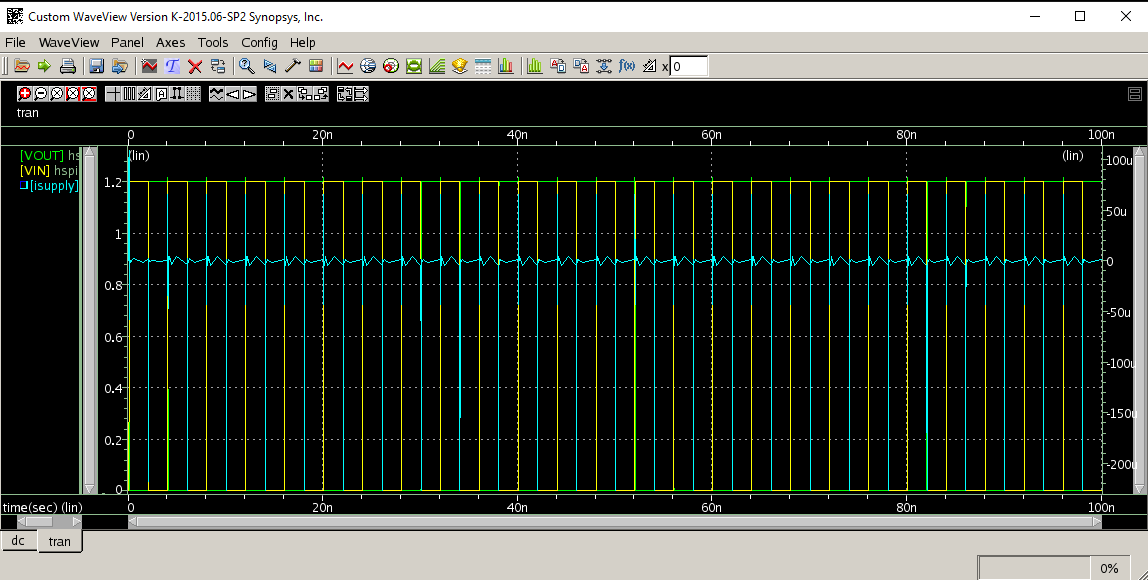 Custom WaveView Version K-2015.06-SP2 Synopsys, Inc.
File WaveView Panel Axes Tools Config Help
x 0
tran
0 20n 40n 60n 80n 100n
[VOUT] hs
[VIN] hspi
[isupply]
(lin) (lin)
100u
1.2
50u
1
0
0.8
-50u
0.6
-100u
0.4
-150u
0.2
-200u
0
time(sec) (lin) 0 20n 40n 60n 80n 100n
dc tran
0%